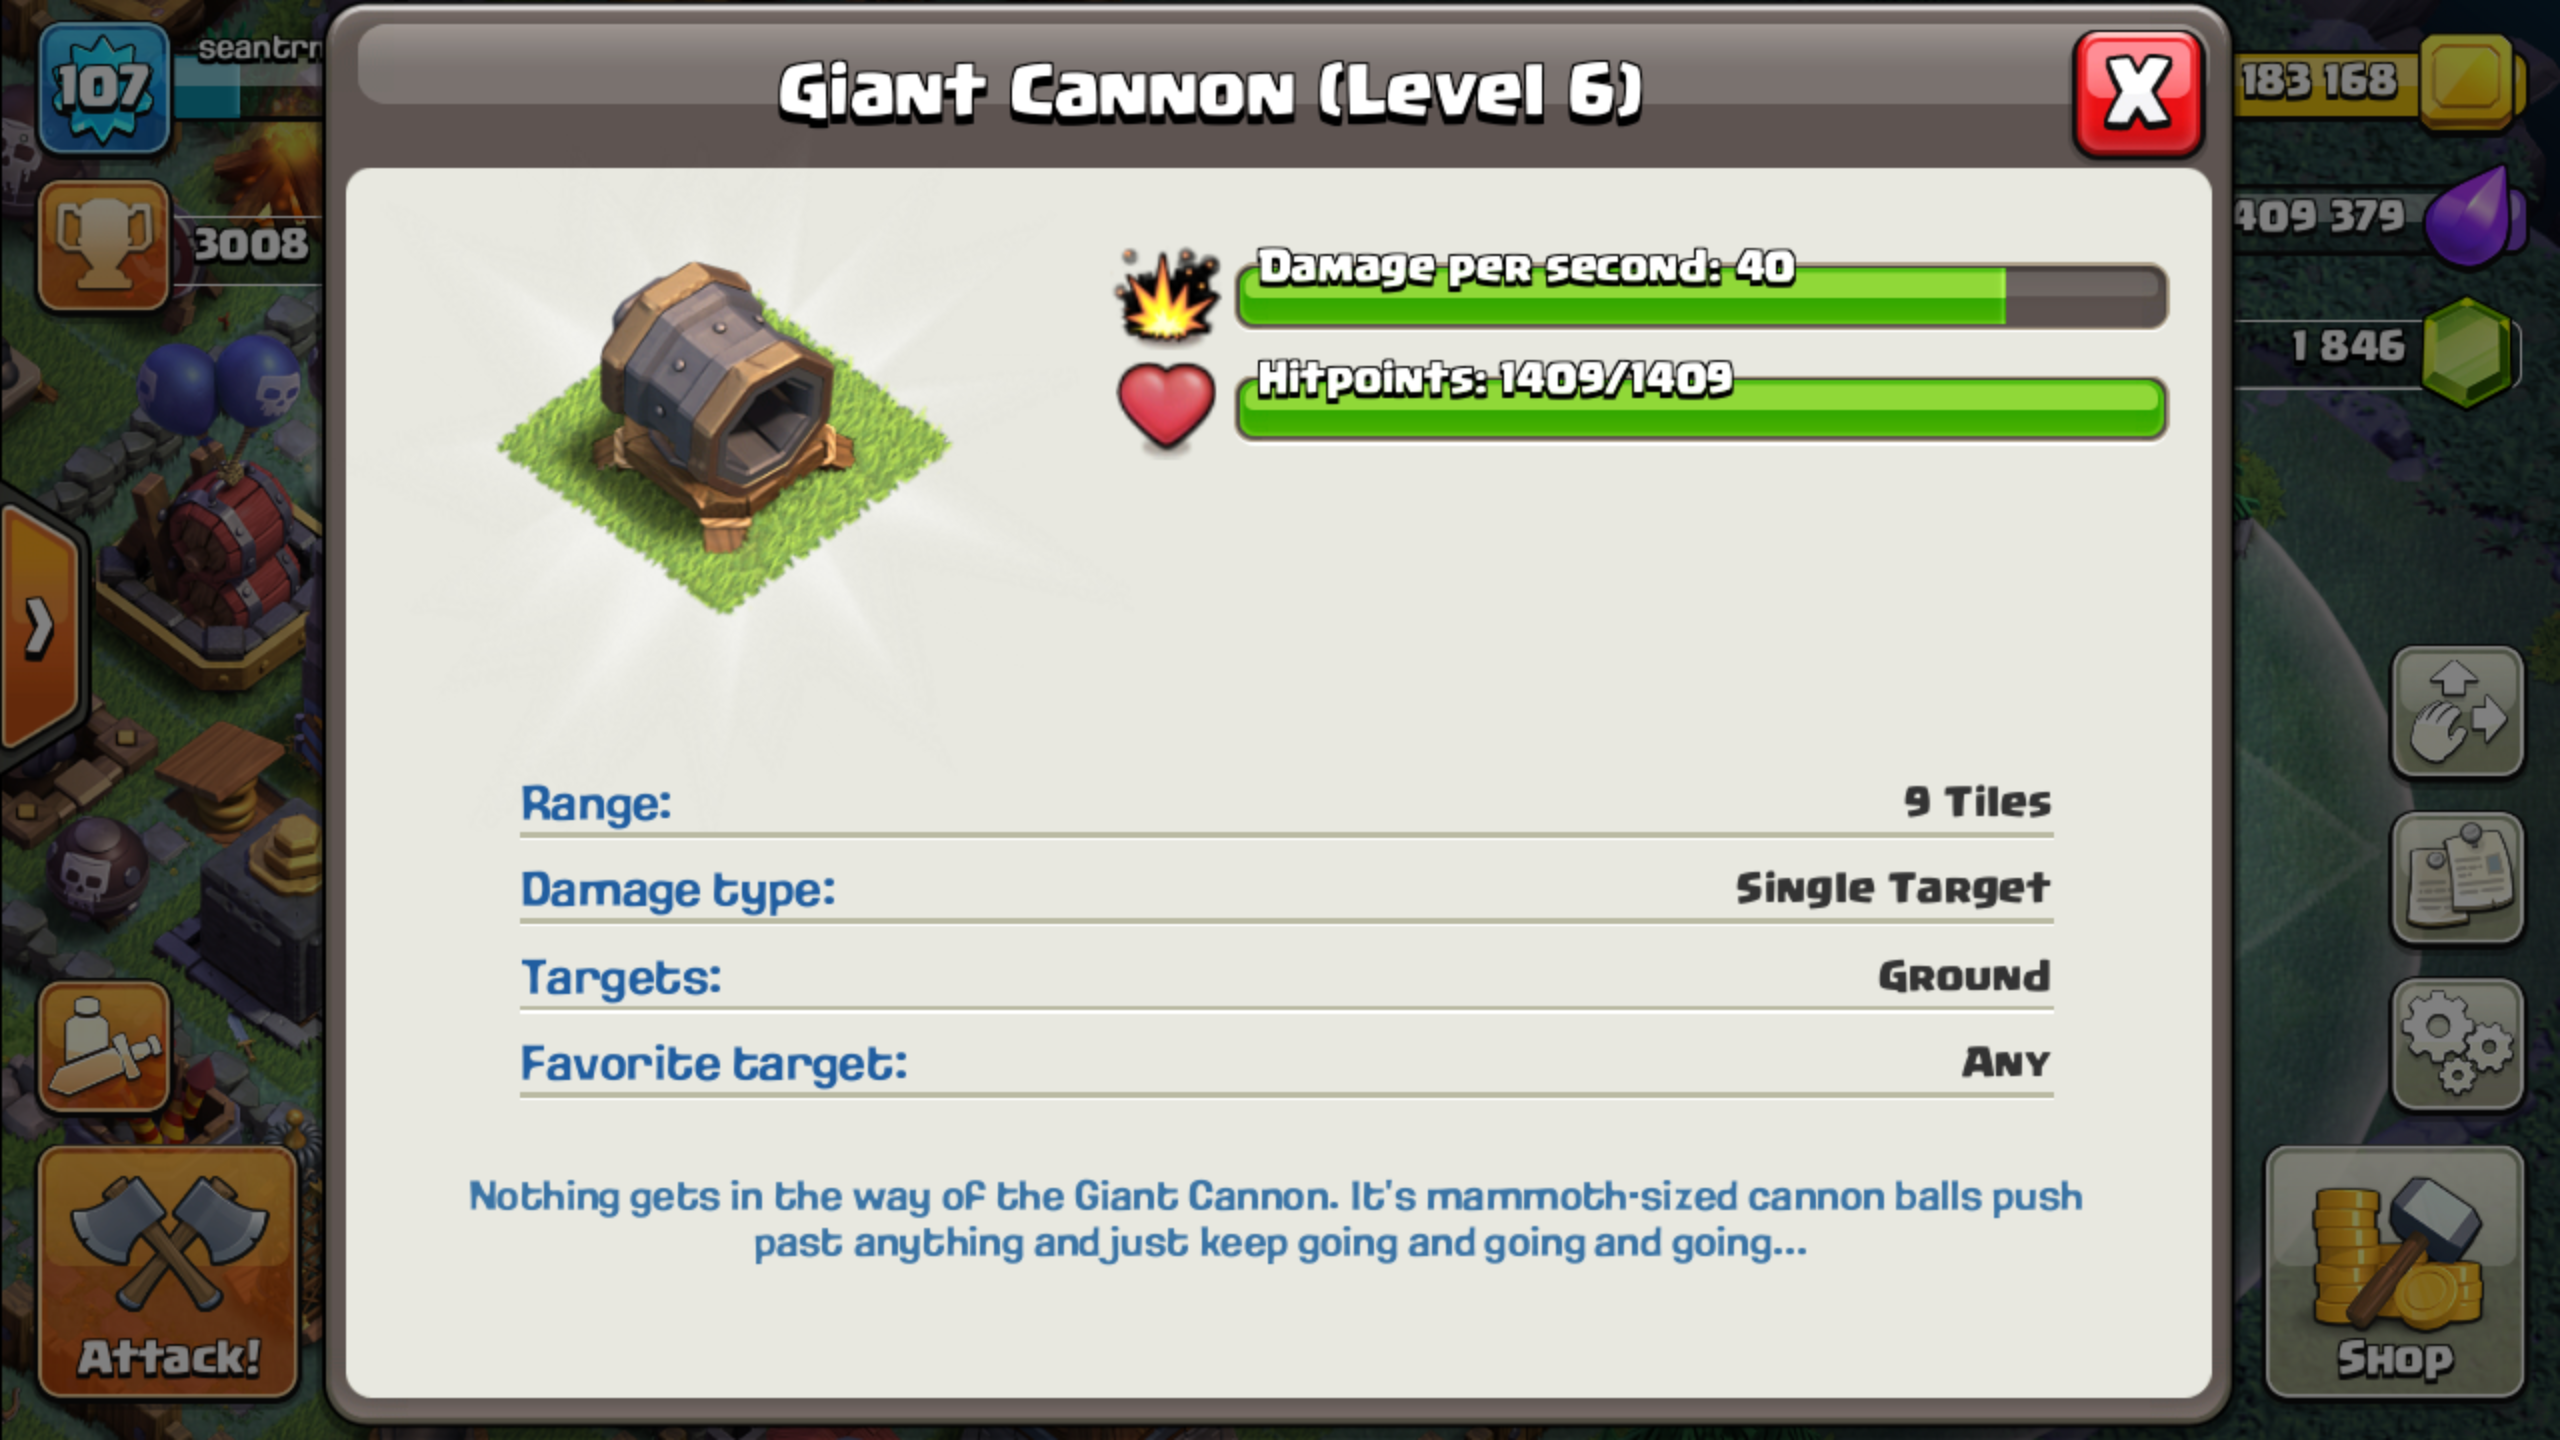 107
3008
Giant Cannon (Level 6)
X
183 168
409 379
1 846
Damage per second: 40
Hitpoints: 1409/1409
Range: 9 Tiles
Damage type: Single Target
Targets: Ground
Favorite target: Any
Nothing gets in the way of the Giant Cannon. It's mammoth-sized cannon balls push
past anything and just keep going and going and going...
Attack!
Shop